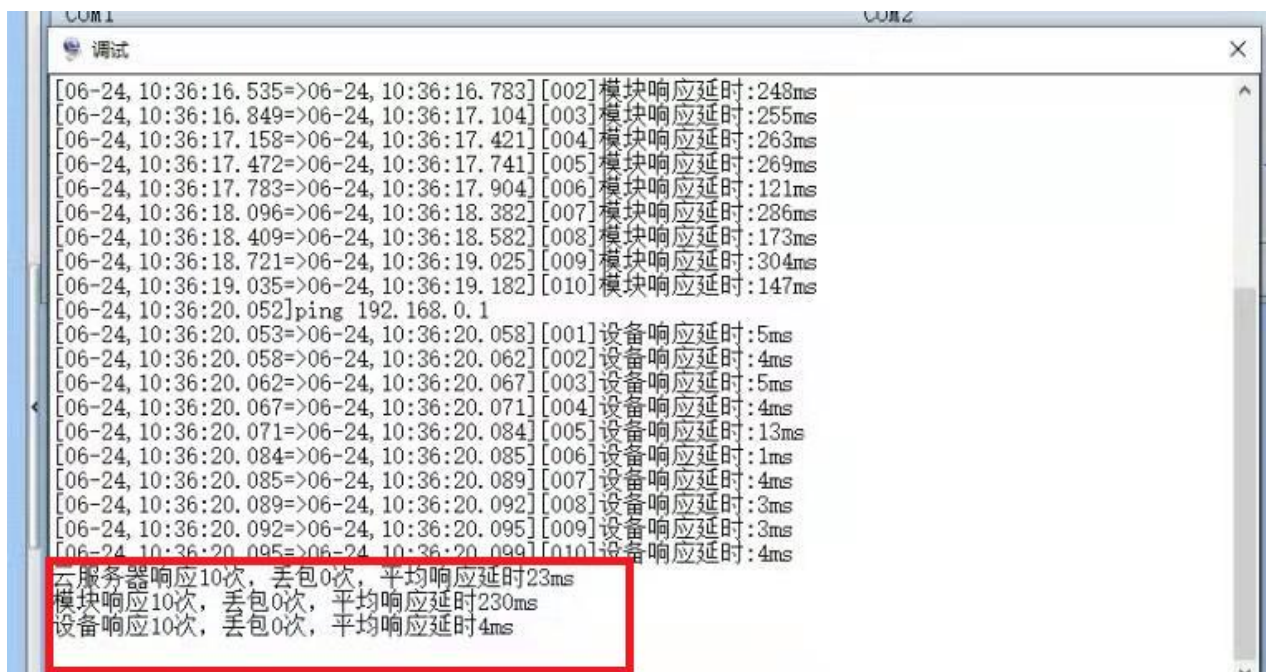 COM1 COM2
调试
[06-24, 10:36:16.535=>06-24, 10:36:16.783][002]模块响应延时:248ms
[06-24, 10:36:16.849=>06-24, 10:36:17.104][003]模块响应延时:255ms
[06-24, 10:36:17.158=>06-24, 10:36:17.421][004]模块响应延时:263ms
[06-24, 10:36:17.472=>06-24, 10:36:17.741][005]模块响应延时:269ms
[06-24, 10:36:17.783=>06-24, 10:36:17.904][006]模块响应延时:121ms
[06-24, 10:36:18.096=>06-24, 10:36:18.382][007]模块响应延时:286ms
[06-24, 10:36:18.409=>06-24, 10:36:18.582][008]模块响应延时:173ms
[06-24, 10:36:18.721=>06-24, 10:36:19.025][009]模块响应延时:304ms
[06-24, 10:36:19.035=>06-24, 10:36:19.182][010]模块响应延时:147ms
[06-24, 10:36:20.052]ping 192.168.0.1
[06-24, 10:36:20.053=>06-24, 10:36:20.058][001]设备响应延时:5ms
[06-24, 10:36:20.058=>06-24, 10:36:20.062][002]设备响应延时:4ms
[06-24, 10:36:20.062=>06-24, 10:36:20.067][003]设备响应延时:5ms
[06-24, 10:36:20.067=>06-24, 10:36:20.071][004]设备响应延时:4ms
[06-24, 10:36:20.071=>06-24, 10:36:20.084][005]设备响应延时:13ms
[06-24, 10:36:20.084=>06-24, 10:36:20.085][006]设备响应延时:1ms
[06-24, 10:36:20.085=>06-24, 10:36:20.089][007]设备响应延时:4ms
[06-24, 10:36:20.089=>06-24, 10:36:20.092][008]设备响应延时:3ms
[06-24, 10:36:20.092=>06-24, 10:36:20.095][009]设备响应延时:3ms
[06-24, 10:36:20.095=>06-24, 10:36:20.099][010]设备响应延时:4ms
云服务器响应10次，丢包0次，平均响应延时23ms
模块响应10次，丢包0次，平均响应延时230ms
设备响应10次，丢包0次，平均响应延时4ms